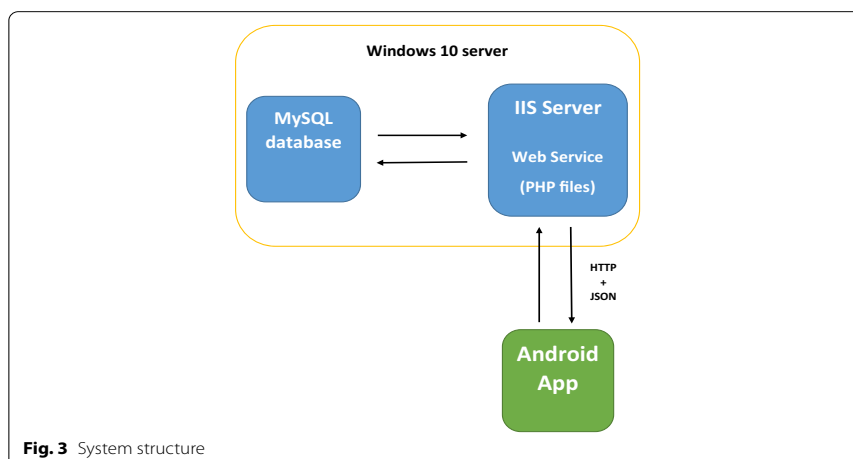 Windows 10 server
MySQL
database
IIS Server
Web Service
(PHP files)
HTTP
+
JSON
Android
App
Fig. 3 System structure